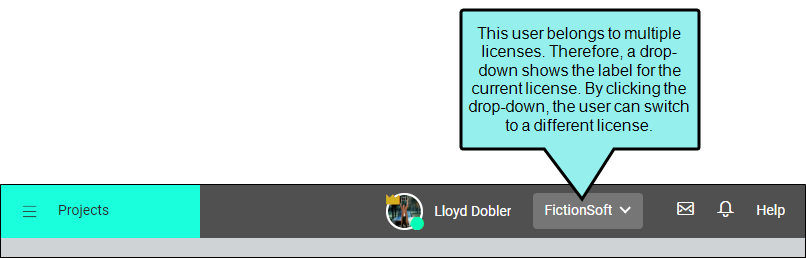 This user belongs to multiple
licenses. Therefore, a drop-
down shows the label for the
current license. By clicking the
drop-down, the user can switch
to a different license.
Projects
Lloyd Dobler
FictionSoft
Help